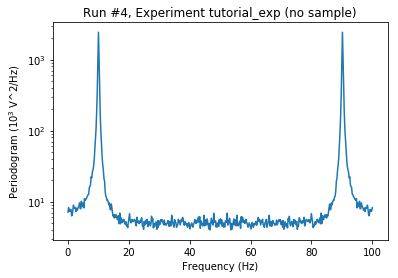 Run #4, Experiment tutorial_exp (no sample)
Periodogram (10³ V^2/Hz)
10³
10²
10¹
0 20 40 60 80 100
Frequency (Hz)